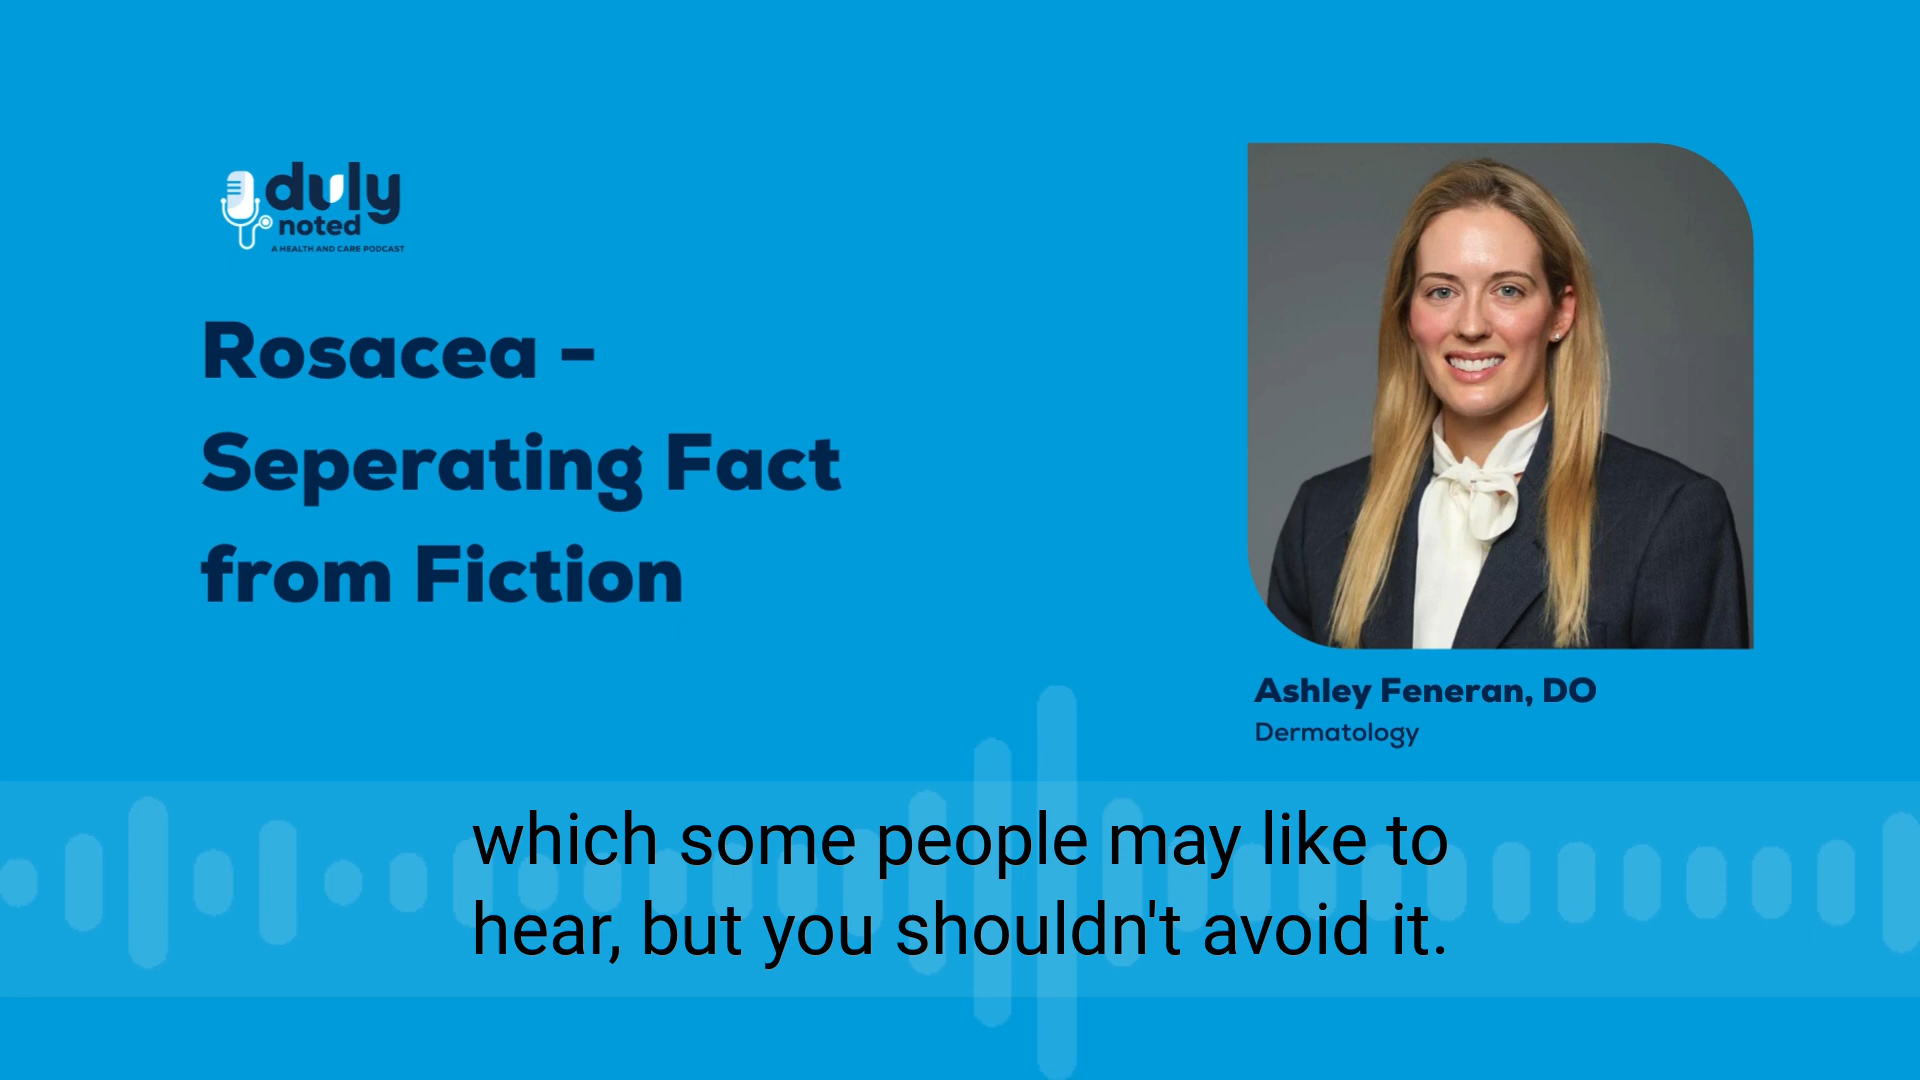 duly
noted
A HEALTH AND CARE PODCAST
Rosacea -
Seperating Fact
from Fiction
Ashley Feneran, DO
Dermatology
which some people may like to
hear, but you shouldn't avoid it.